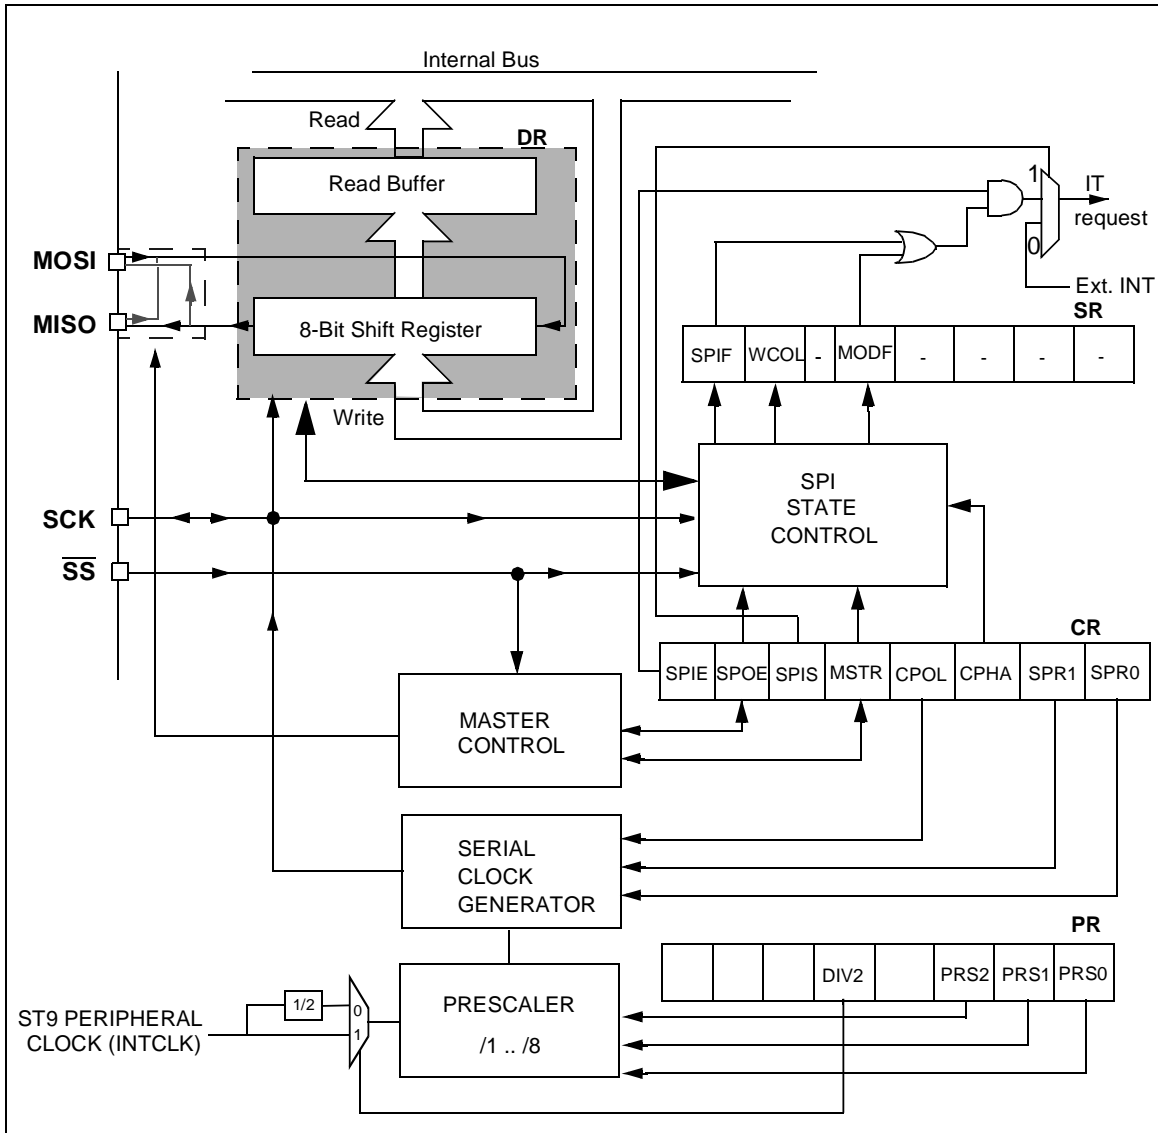 Internal Bus
Read
DR
Read Buffer
1
IT
request
MOSI
0
Ext. INT
MISO
8-Bit Shift Register
SR
SPIF WCOL - MODF - - - -
Write
SPI
STATE
CONTROL
SCK
SS
CR
SPIE SPOE SPIS MSTR CPOL CPHA SPR1 SPR0
MASTER
CONTROL
SERIAL
CLOCK
GENERATOR
PR
DIV2 PRS2 PRS1 PRS0
1/2
0
PRESCALER
/1 .. /8
ST9 PERIPHERAL
CLOCK (INTCLK)
1